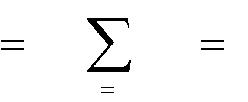 = ∑ =
=